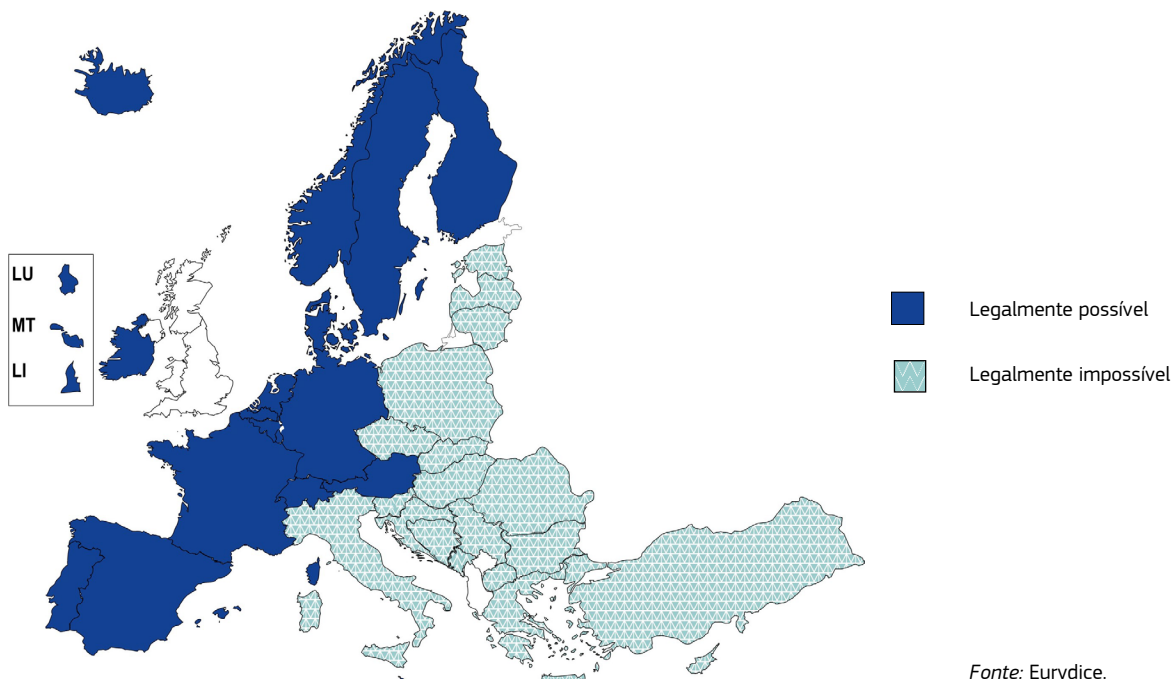 LU
MT
LI
Legalmente possível
Legalmente impossível
Fonte: Eurydice.